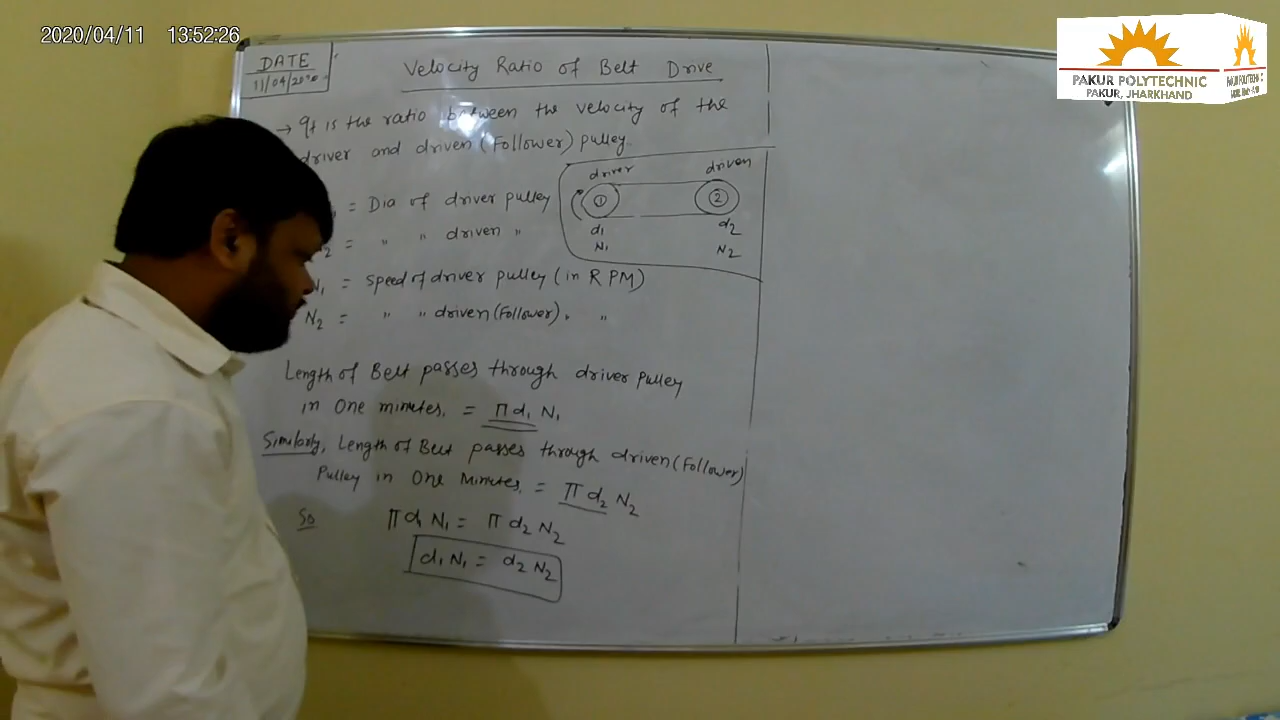 2020/04/11 13:52:26
PAKUR POLYTECHNIC
PAKUR, JHARKHAND
DATE
11/04/2020
Velocity Ratio of Belt Drive
→ It is the ratio between the velocity of the
driver and driven (Follower) pulley.
= Dia of driver pulley
2 = " " driven "
driver driven
① ②
d₁ d₂
N₁ N₂
N₁ = speed of driver pulley (in RPM)
N₂ = " " driven (Follower) " "
Length of Belt passes through driver pulley
in One minutes. = π d₁ N₁
Similarly, Length of Belt passes through driven (Follower)
Pulley in One Minutes. = π d₂ N₂
So π d₁ N₁ = π d₂ N₂
d₁ N₁ = d₂ N₂